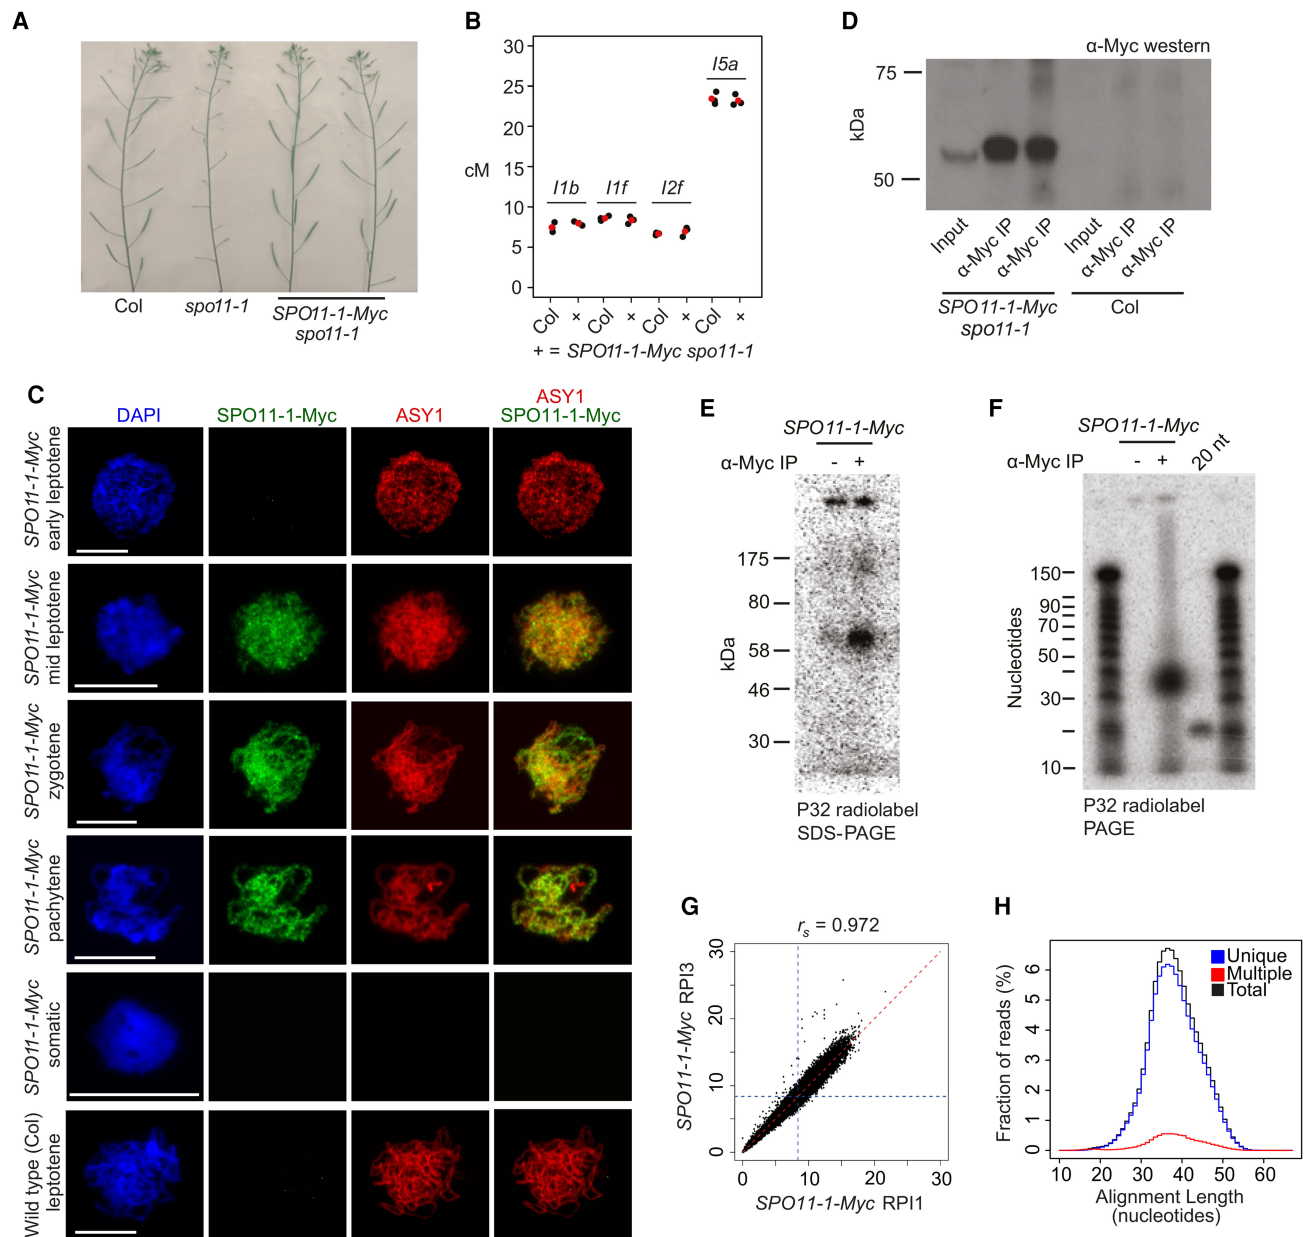 A
Col
spo11-1
SPO11-1-Myc
spo11-1
B
30
25
20
15
10
5
0
cM
I1b
I1f
I2f
I5a
Col
+
Col
+
Col
+
Col
+
+ = SPO11-1-Myc spo11-1
D
α-Myc western
75
50
kDa
Input
α-Myc IP
α-Myc IP
Input
α-Myc IP
α-Myc IP
SPO11-1-Myc
spo11-1
Col
C
DAPI
SPO11-1-Myc
ASY1
ASY1
SPO11-1-Myc
SPO11-1-Myc
early leptotene
SPO11-1-Myc
mid leptotene
SPO11-1-Myc
zygotene
SPO11-1-Myc
pachytene
SPO11-1-Myc
somatic
Wild type (Col)
leptotene
E
SPO11-1-Myc
α-Myc IP - +
175
80
58
46
30
kDa
P32 radiolabel
SDS-PAGE
F
SPO11-1-Myc
α-Myc IP - +
20 nt
150
90
70
50
30
10
Nucleotides
P32 radiolabel
PAGE
G
rs = 0.972
SPO11-1-Myc RPI3
30
20
10
0
0 10 20 30
SPO11-1-Myc RPI1
H
Fraction of reads (%)
6
5
4
3
2
1
0
Unique
Multiple
Total
10 20 30 40 50 60
Alignment Length
(nucleotides)